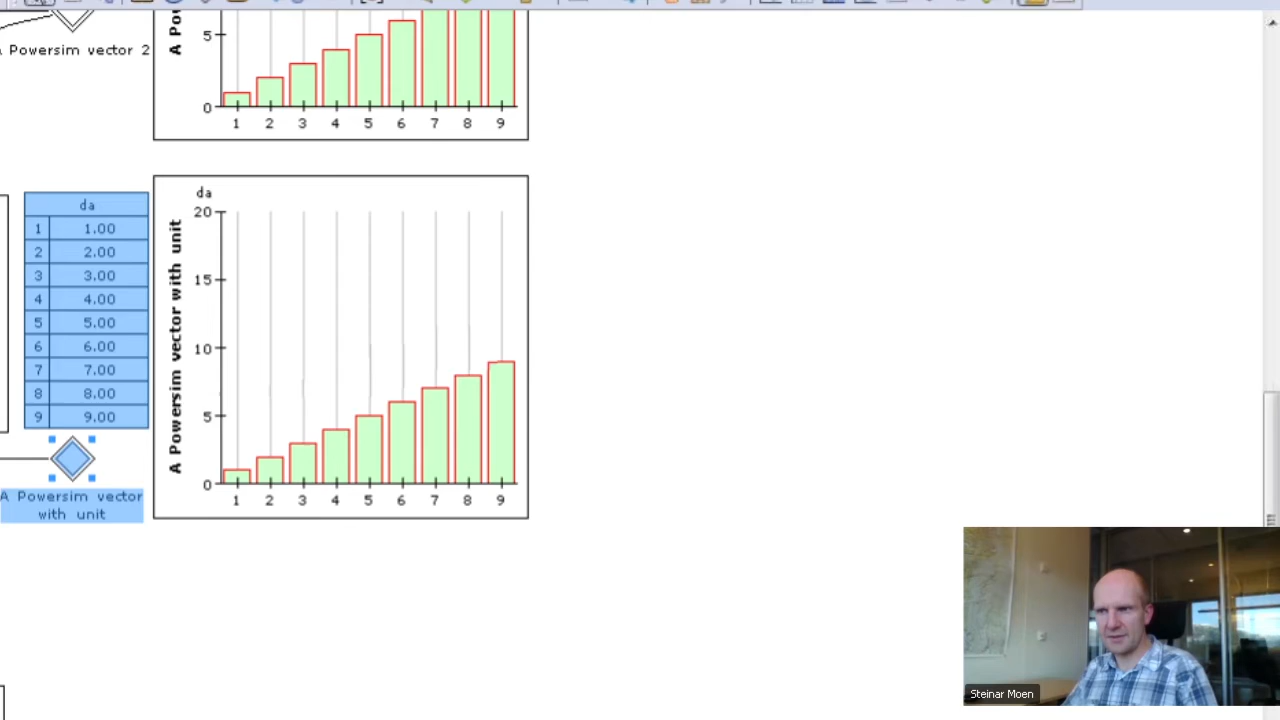 Powersim vector 2
A Po
5
0
1 2 3 4 5 6 7 8 9
da
1 1.00
2 2.00
3 3.00
4 4.00
5 5.00
6 6.00
7 7.00
8 8.00
9 9.00
A Powersim vector
with unit
da
A Powersim vector with unit
20
15
10
5
0
1 2 3 4 5 6 7 8 9
Steinar Moen